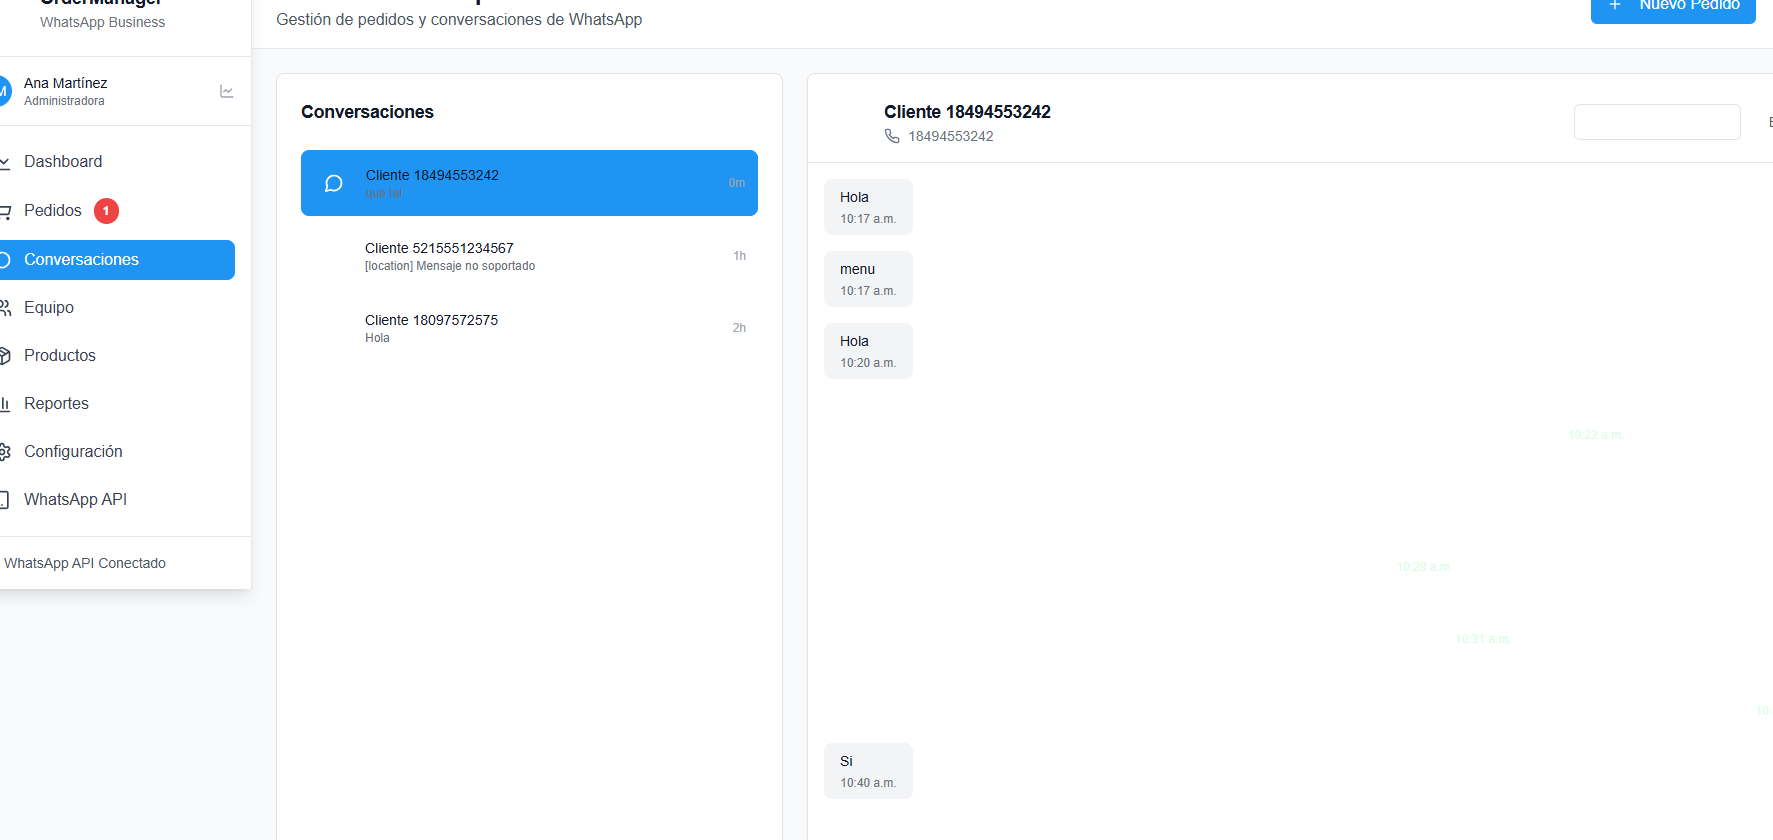 OrderManager
WhatsApp Business
M
Ana Martínez
Administradora
Dashboard
Pedidos 1
Conversaciones
Equipo
Productos
Reportes
Configuración
WhatsApp API
WhatsApp API Conectado
Gestión de pedidos y conversaciones de WhatsApp
+ Nuevo Pedido
Conversaciones
Cliente 18494553242
que tal
0m
Cliente 5215551234567
[location] Mensaje no soportado
1h
Cliente 18097572575
Hola
2h
Cliente 18494553242
18494553242
Hola
10:17 a.m.
menu
10:17 a.m.
Hola
10:20 a.m.
10:22 a.m.
10:28 a.m.
10:31 a.m.
10
Si
10:40 a.m.